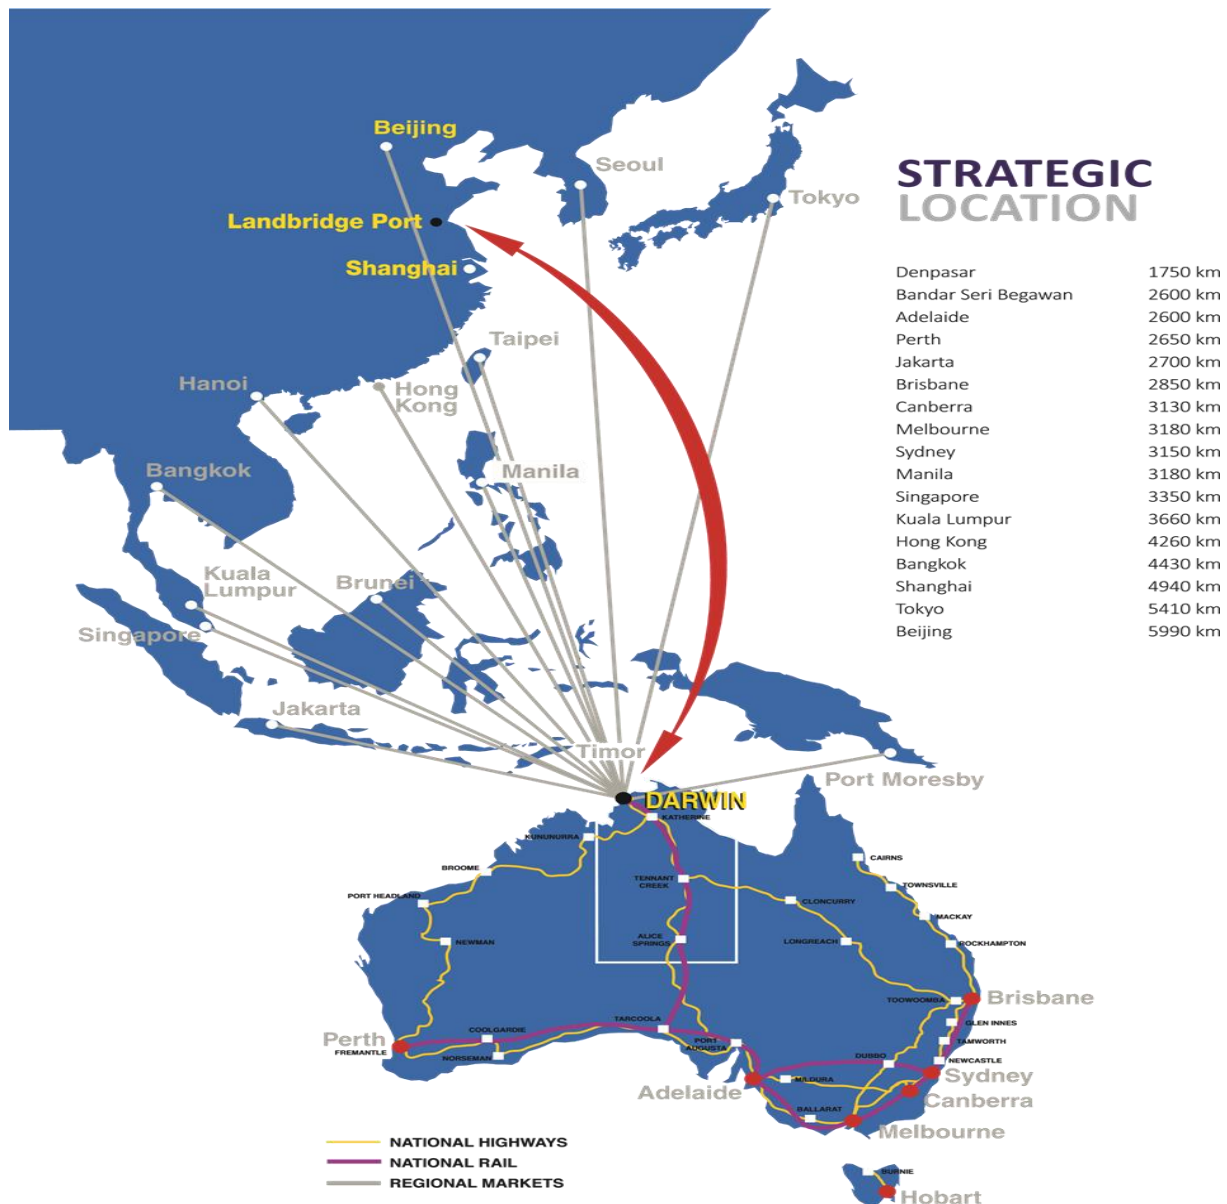 Beijing
Seoul
Tokyo
Landbridge Port
Shanghai
Taipei
Hanoi
Hong
Kong
Bangkok
Manila
Kuala
Lumpur
Brunei
Singapore
Jakarta
Timor
Port Moresby
DARWIN
STRATEGIC
LOCATION
Denpasar 1750 km
Bandar Seri Begawan 2600 km
Adelaide 2600 km
Perth 2650 km
Jakarta 2700 km
Brisbane 2850 km
Canberra 3130 km
Melbourne 3180 km
Sydney 3150 km
Manila 3180 km
Singapore 3350 km
Kuala Lumpur 3660 km
Hong Kong 4260 km
Bangkok 4430 km
Shanghai 4940 km
Tokyo 5410 km
Beijing 5990 km
KATHERINE
KUNUNURRA
BROOME
PORT HEADLAND
NEWMAN
TENNANT
CREEK
ALICE
SPRINGS
CLONCURRY
LONGREACH
CAIRNS
TOWNSVILLE
MACKAY
ROCKHAMPTON
TOOWOOMBA
Brisbane
GLEN INNES
TAMWORTH
NEWCASTLE
TARCOOLA
COOLGARDIE
Perth
FREMANTLE
NORSEMAN
PORT
AUGUSTA
DUBBO
Sydney
Adelaide
MILDURA
Canberra
BALLARAT
Melbourne
BURNIE
Hobart
NATIONAL HIGHWAYS
NATIONAL RAIL
REGIONAL MARKETS